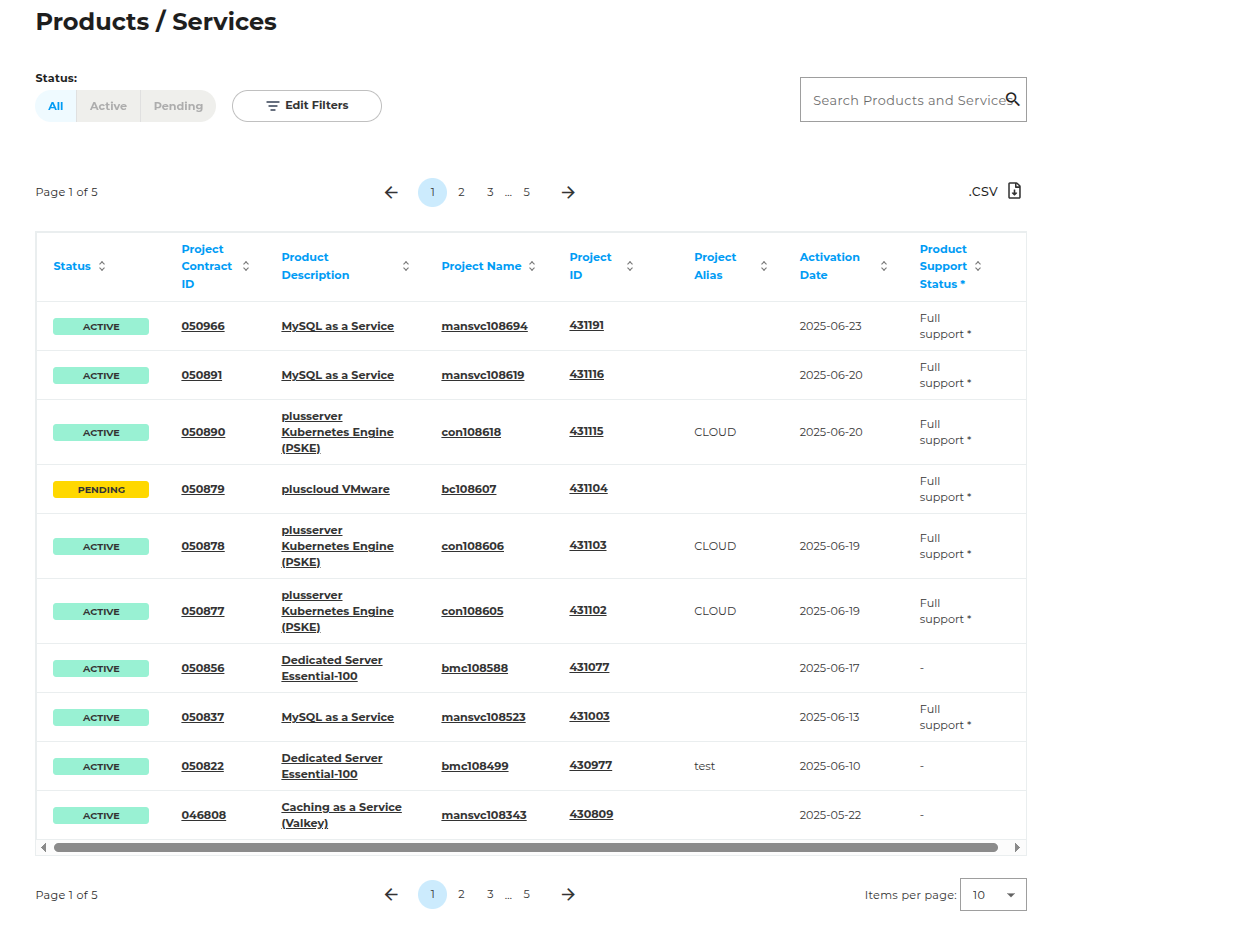 Products / Services
Status:
All Active Pending Edit Filters
Search Products and Services
Page 1 of 5 1 2 3 ... 5 .CSV
Status Project Contract ID Product Description Project Name Project ID Project Alias Activation Date Product Support Status *
ACTIVE 050966 MySQL as a Service mansvc108694 431191 2025-06-23 Full support *
ACTIVE 050891 MySQL as a Service mansvc108619 431116 2025-06-20 Full support *
ACTIVE 050890 plusserver Kubernetes Engine (PSKE) con108618 431115 CLOUD 2025-06-20 Full support *
PENDING 050879 pluscloud VMware bc108607 431104 Full support *
ACTIVE 050878 plusserver Kubernetes Engine (PSKE) con108606 431103 CLOUD 2025-06-19 Full support *
ACTIVE 050877 plusserver Kubernetes Engine (PSKE) con108605 431102 CLOUD 2025-06-19 Full support *
ACTIVE 050856 Dedicated Server Essential-100 bmc108588 431077 2025-06-17 -
ACTIVE 050837 MySQL as a Service mansvc108523 431003 2025-06-13 Full support *
ACTIVE 050822 Dedicated Server Essential-100 bmc108499 430977 test 2025-06-10 -
ACTIVE 046808 Caching as a Service (Valkey) mansvc108343 430809 2025-05-22 -
Page 1 of 5 1 2 3 ... 5 Items per page: 10